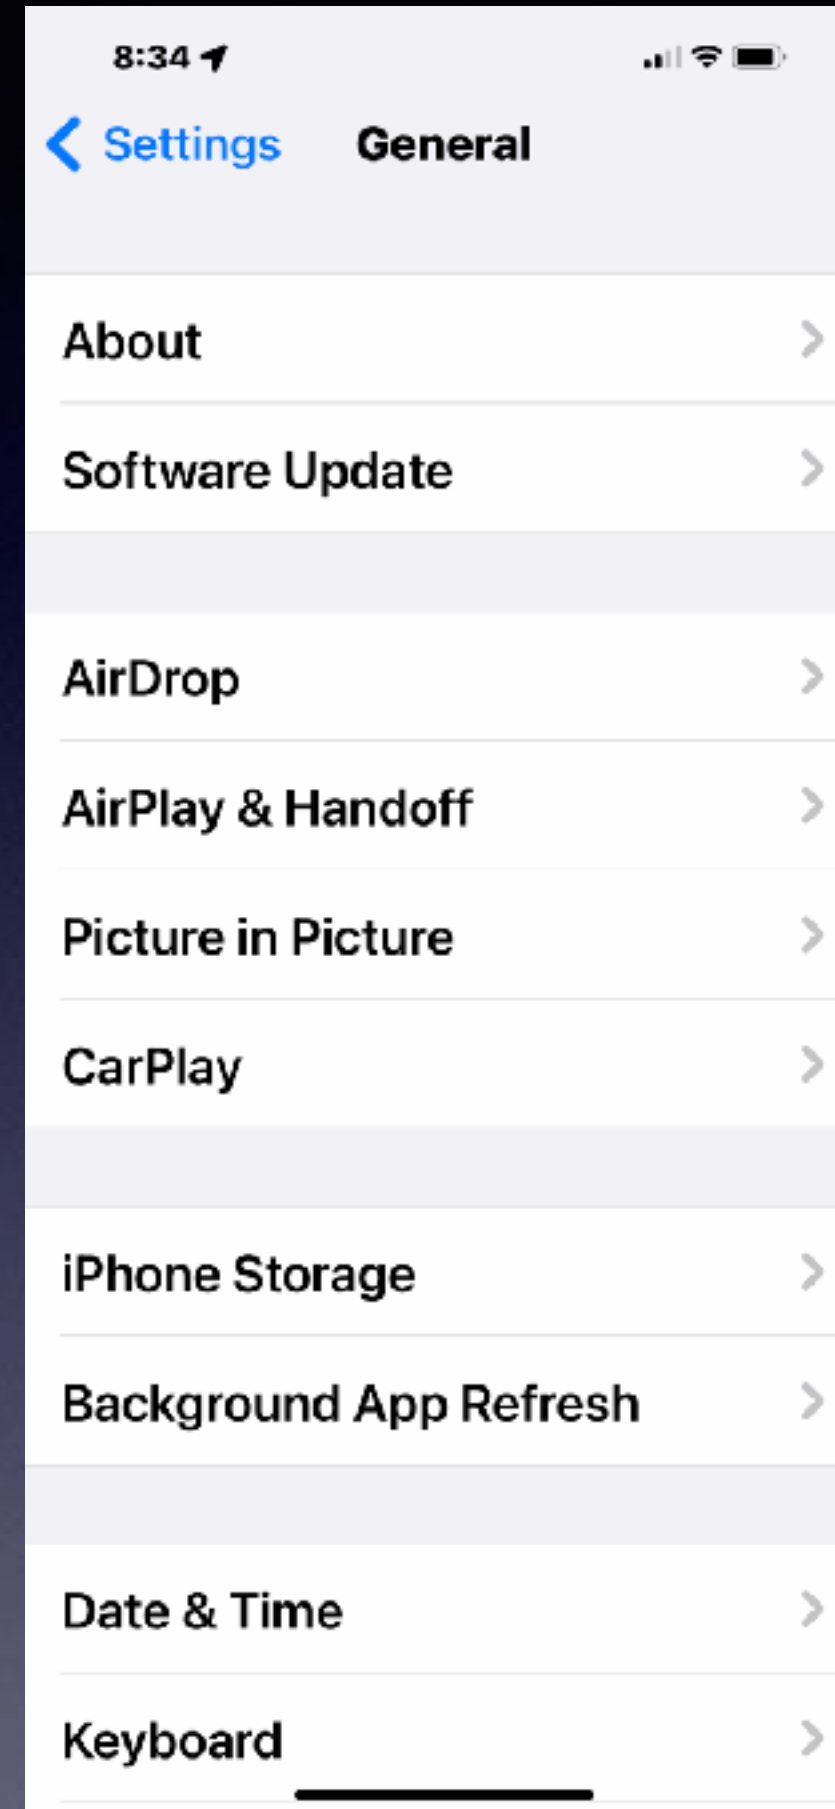 8:34
Settings General
About
Software Update
AirDrop
AirPlay & Handoff
Picture in Picture
CarPlay
iPhone Storage
Background App Refresh
Date & Time
Keyboard